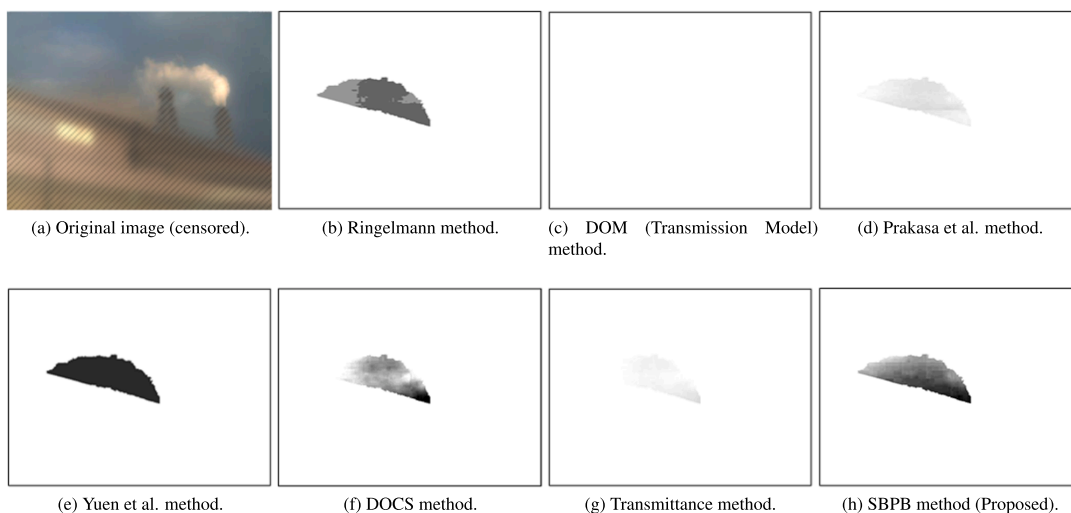 (a) Original image (censored).
(b) Ringelmann method.
(c) DOM (Transmission Model)
method.
(d) Prakasa et al. method.
(e) Yuen et al. method.
(f) DOCS method.
(g) Transmittance method.
(h) SBPB method (Proposed).